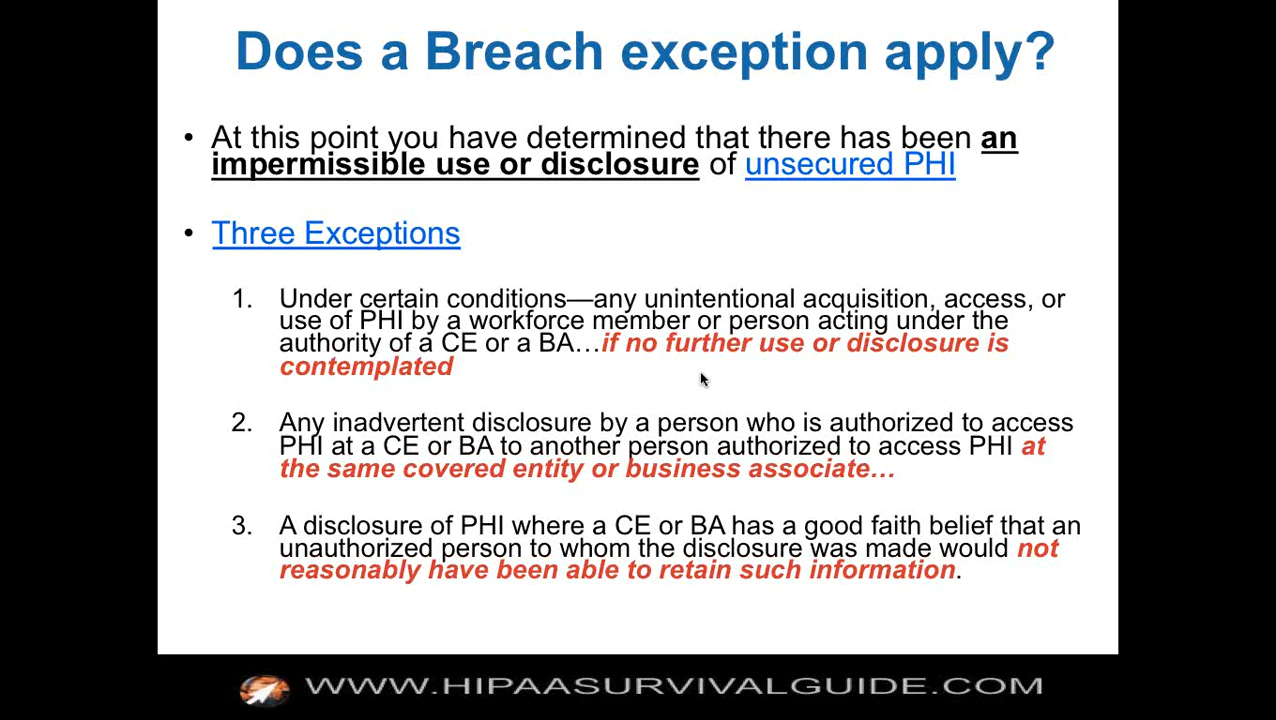 Does a Breach exception apply?
• At this point you have determined that there has been an
impermissible use or disclosure of unsecured PHI
• Three Exceptions
1. Under certain conditions—any unintentional acquisition, access, or
use of PHI by a workforce member or person acting under the
authority of a CE or a BA…if no further use or disclosure is
contemplated
2. Any inadvertent disclosure by a person who is authorized to access
PHI at a CE or BA to another person authorized to access PHI at
the same covered entity or business associate…
3. A disclosure of PHI where a CE or BA has a good faith belief that an
unauthorized person to whom the disclosure was made would not
reasonably have been able to retain such information.
WWW.HIPAASURVIVALGUIDE.COM